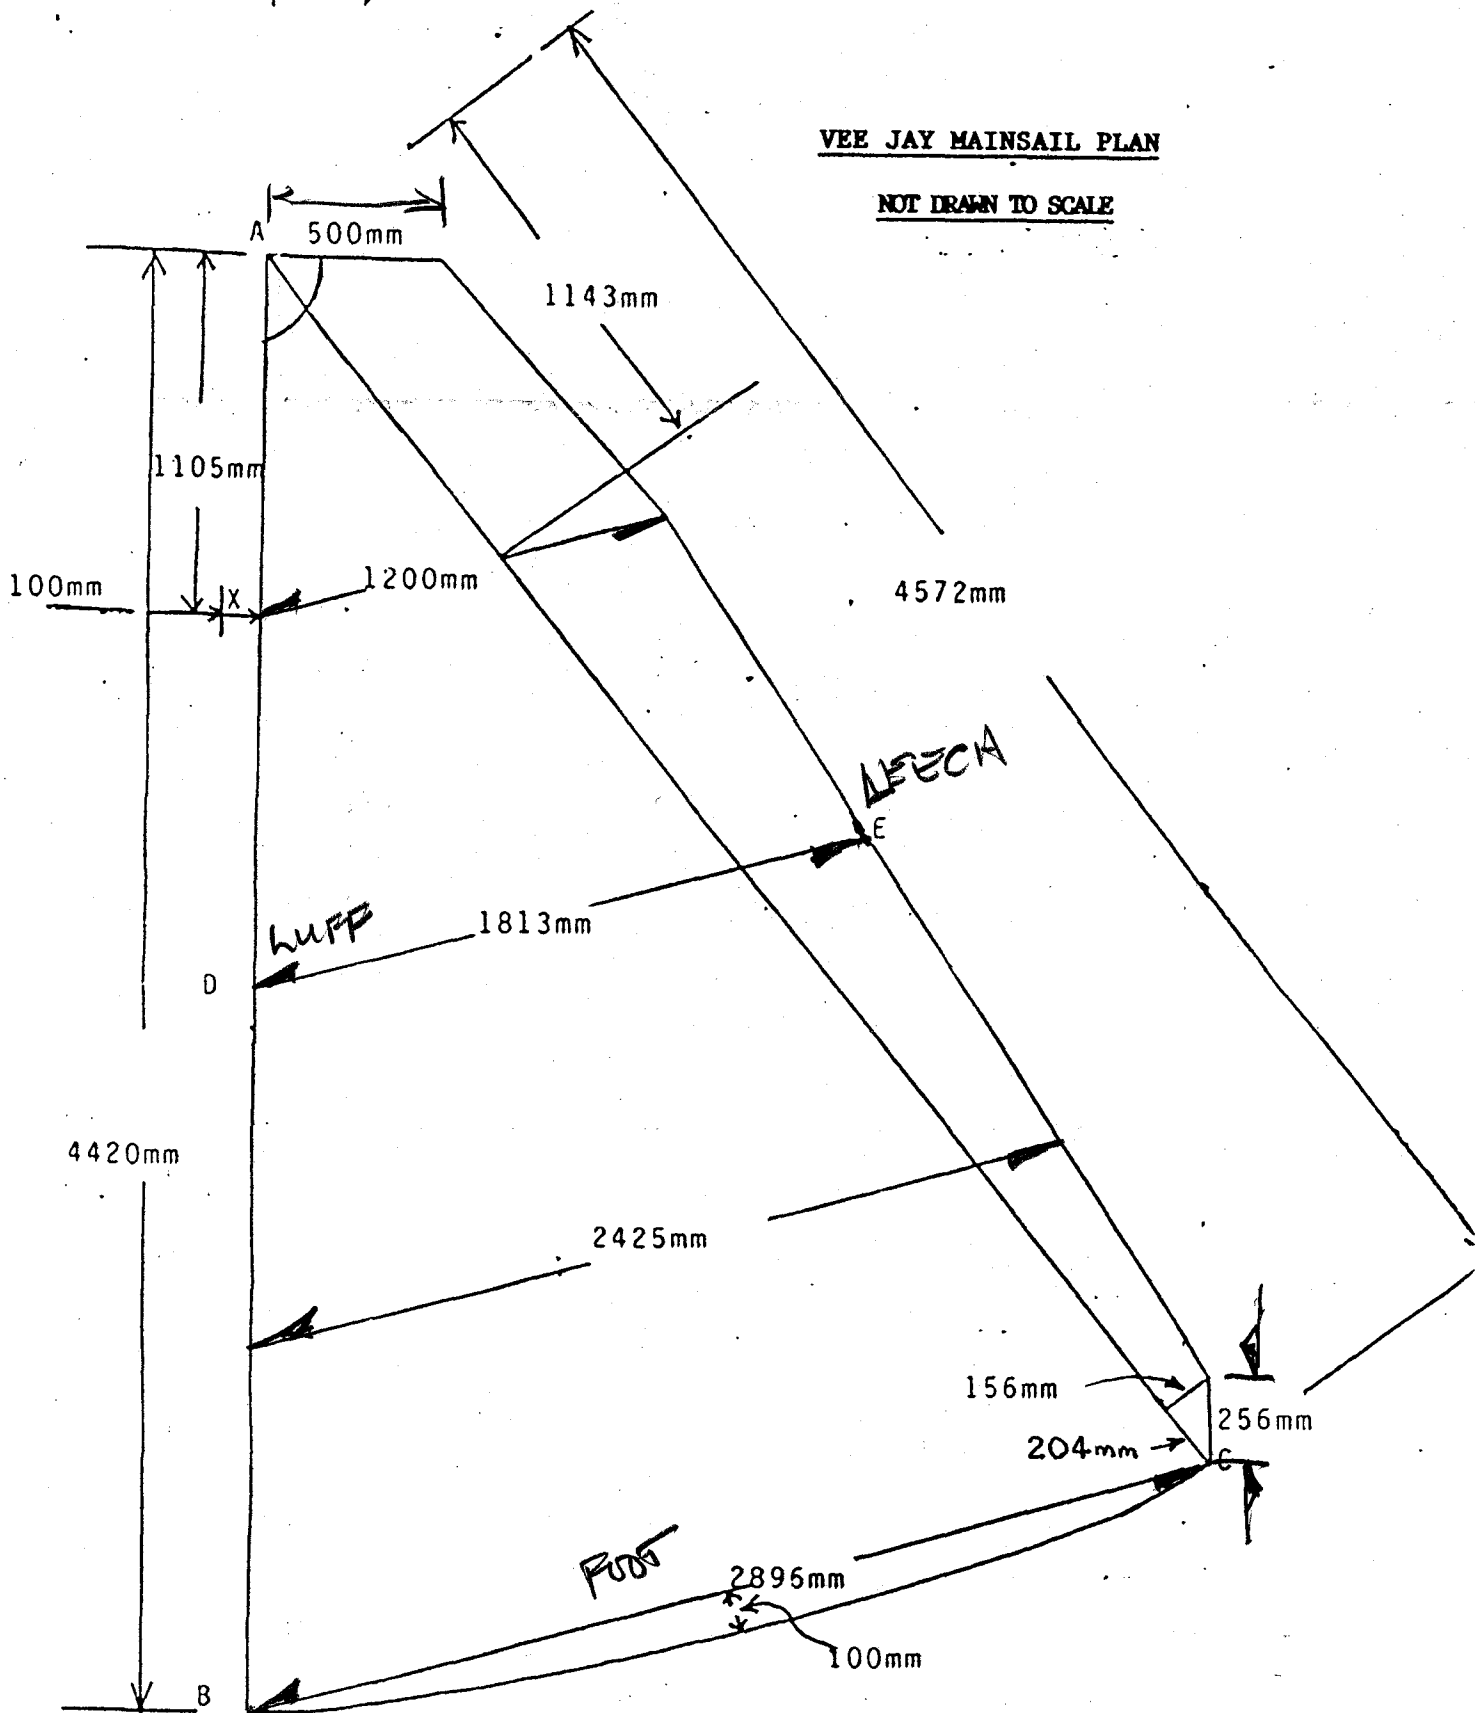 VEE JAY MAINSAIL PLAN
NOT DRAWN TO SCALE
A
500mm
1143mm
1105mm
100mm
X
1200mm
4572mm
LEECH
E
LUFF
1813mm
D
4420mm
2425mm
156mm
256mm
204mm
C
FOOT
2896mm
100mm
B